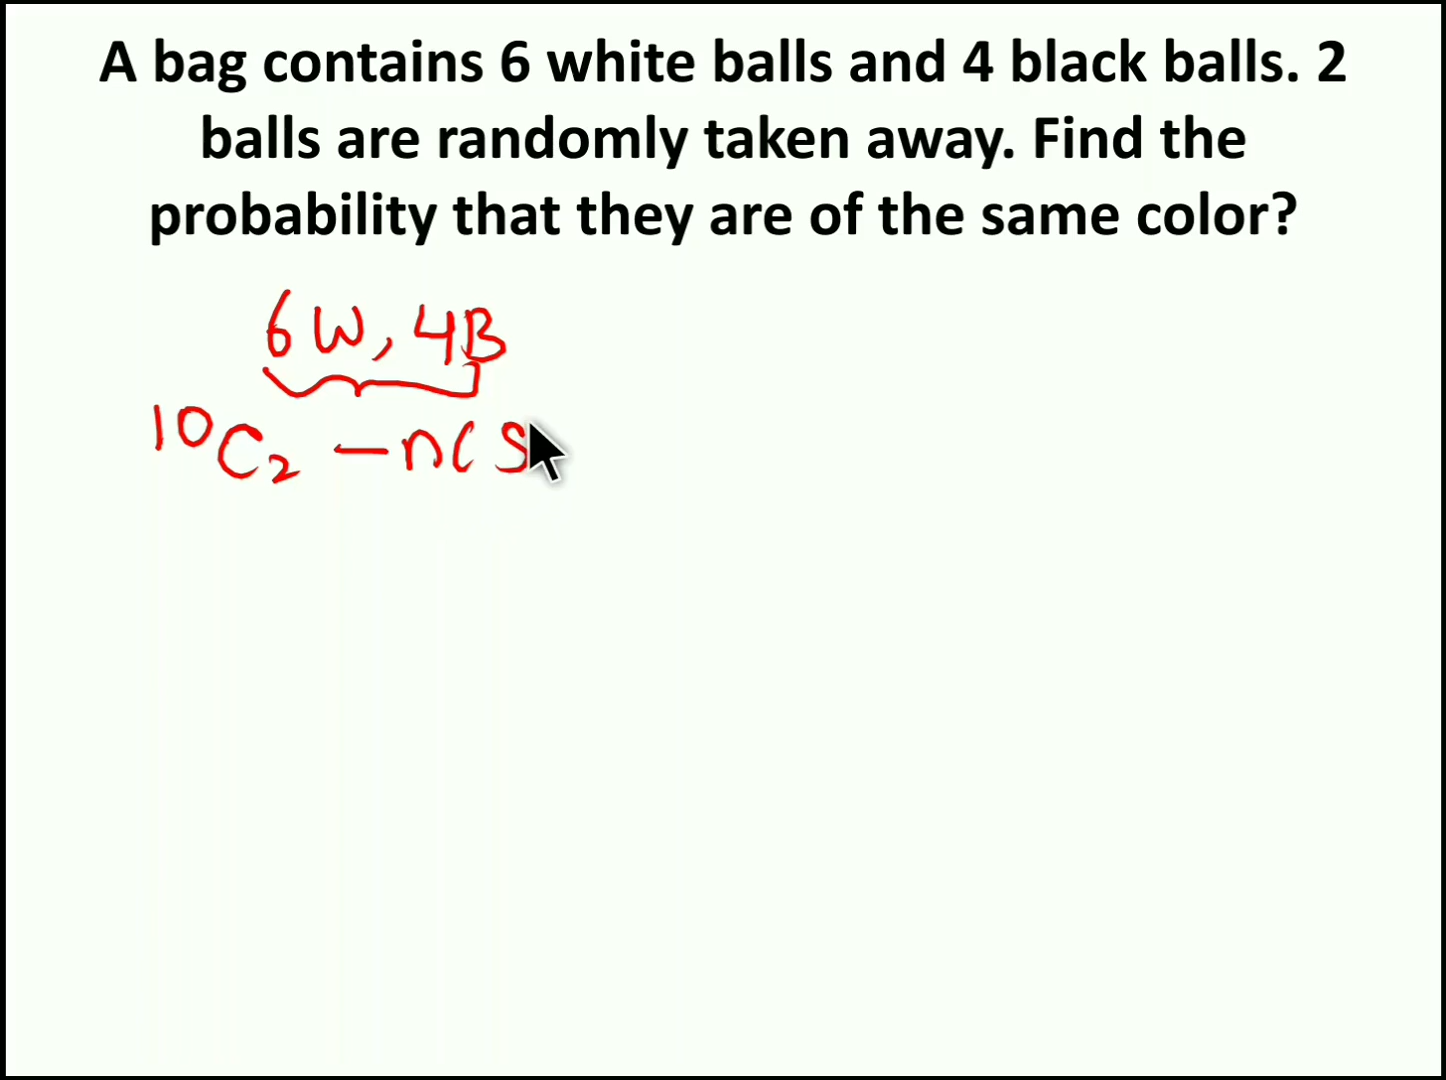 A bag contains 6 white balls and 4 black balls. 2
balls are randomly taken away. Find the
probability that they are of the same color?
6W, 4B
¹⁰C₂ – n(S